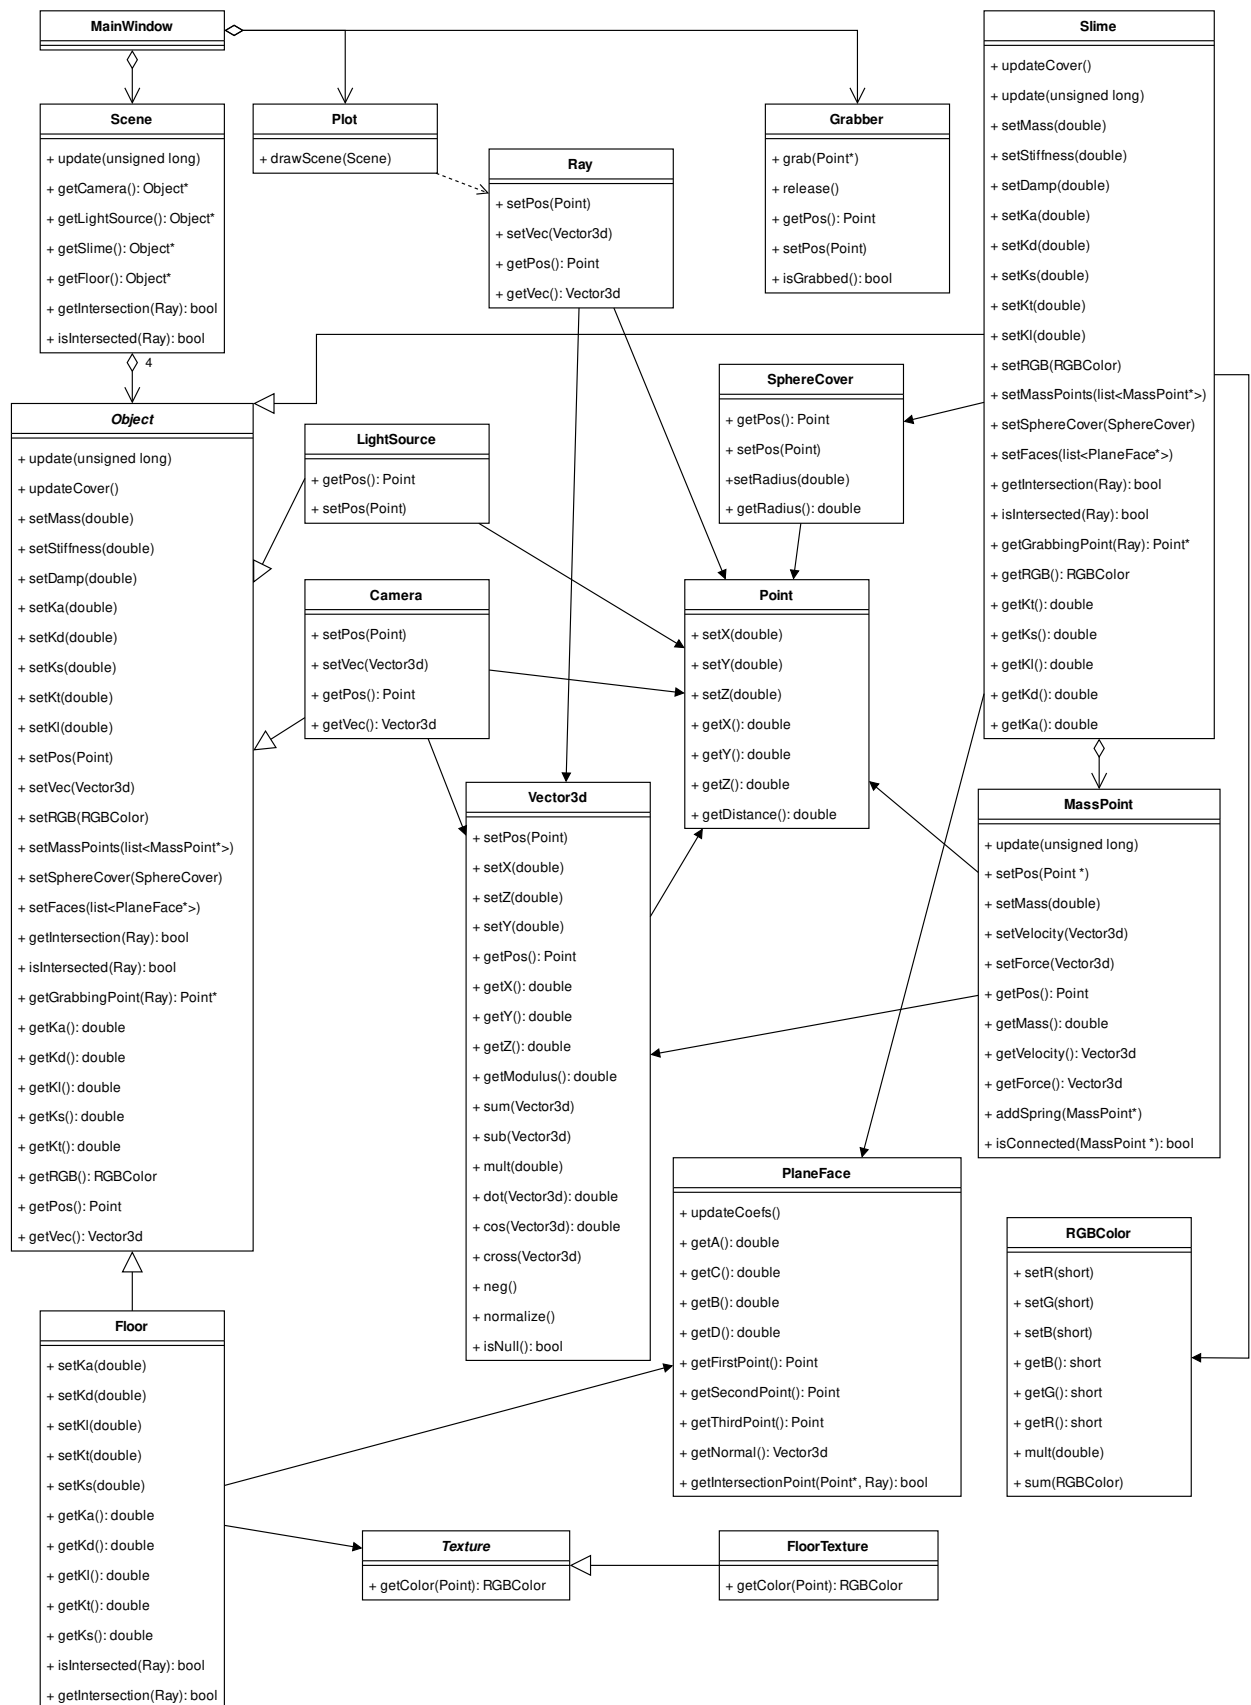 MainWindow
Scene
+ update(unsigned long)
+ getCamera(): Object*
+ getLightSource(): Object*
+ getSlime(): Object*
+ getFloor(): Object*
+ getIntersection(Ray): bool
+ isIntersected(Ray): bool
4
Plot
+ drawScene(Scene)
Ray
+ setPos(Point)
+ setVec(Vector3d)
+ getPos(): Point
+ getVec(): Vector3d
Grabber
+ grab(Point*)
+ release()
+ getPos(): Point
+ setPos(Point)
+ isGrabbed(): bool
Slime
+ updateCover()
+ update(unsigned long)
+ setMass(double)
+ setStiffness(double)
+ setDamp(double)
+ setKa(double)
+ setKd(double)
+ setKs(double)
+ setKt(double)
+ setKl(double)
+ setRGB(RGBColor)
+ setMassPoints(list<MassPoint*>)
+ setSphereCover(SphereCover)
+ setFaces(list<PlaneFace*>)
+ getIntersection(Ray): bool
+ isIntersected(Ray): bool
+ getGrabbingPoint(Ray): Point*
+ getRGB(): RGBColor
+ getKt(): double
+ getKs(): double
+ getKl(): double
+ getKd(): double
+ getKa(): double
Object
+ update(unsigned long)
+ updateCover()
+ setMass(double)
+ setStiffness(double)
+ setDamp(double)
+ setKa(double)
+ setKd(double)
+ setKs(double)
+ setKt(double)
+ setKl(double)
+ setPos(Point)
+ setVec(Vector3d)
+ setRGB(RGBColor)
+ setMassPoints(list<MassPoint*>)
+ setSphereCover(SphereCover)
+ setFaces(list<PlaneFace*>)
+ getIntersection(Ray): bool
+ isIntersected(Ray): bool
+ getGrabbingPoint(Ray): Point*
+ getKa(): double
+ getKd(): double
+ getKl(): double
+ getKs(): double
+ getKt(): double
+ getRGB(): RGBColor
+ getPos(): Point
+ getVec(): Vector3d
LightSource
+ getPos(): Point
+ setPos(Point)
SphereCover
+ getPos(): Point
+ setPos(Point)
+setRadius(double)
+ getRadius(): double
Camera
+ setPos(Point)
+ setVec(Vector3d)
+ getPos(): Point
+ getVec(): Vector3d
Point
+ setX(double)
+ setY(double)
+ setZ(double)
+ getX(): double
+ getY(): double
+ getZ(): double
+ getDistance(): double
Vector3d
+ setPos(Point)
+ setX(double)
+ setZ(double)
+ setY(double)
+ getPos(): Point
+ getX(): double
+ getY(): double
+ getZ(): double
+ getModulus(): double
+ sum(Vector3d)
+ sub(Vector3d)
+ mult(double)
+ dot(Vector3d): double
+ cos(Vector3d): double
+ cross(Vector3d)
+ neg()
+ normalize()
+ isNull(): bool
MassPoint
+ update(unsigned long)
+ setPos(Point *)
+ setMass(double)
+ setVelocity(Vector3d)
+ setForce(Vector3d)
+ getPos(): Point
+ getMass(): double
+ getVelocity(): Vector3d
+ getForce(): Vector3d
+ addSpring(MassPoint*)
+ isConnected(MassPoint *): bool
PlaneFace
+ updateCoefs()
+ getA(): double
+ getC(): double
+ getB(): double
+ getD(): double
+ getFirstPoint(): Point
+ getSecondPoint(): Point
+ getThirdPoint(): Point
+ getNormal(): Vector3d
+ getIntersectionPoint(Point*, Ray): bool
RGBColor
+ setR(short)
+ setG(short)
+ setB(short)
+ getB(): short
+ getG(): short
+ getR(): short
+ mult(double)
+ sum(RGBColor)
Floor
+ setKa(double)
+ setKd(double)
+ setKl(double)
+ setKt(double)
+ setKs(double)
+ getKa(): double
+ getKd(): double
+ getKl(): double
+ getKt(): double
+ getKs(): double
+ isIntersected(Ray): bool
+ getIntersection(Ray): bool
Texture
+ getColor(Point): RGBColor
FloorTexture
+ getColor(Point): RGBColor